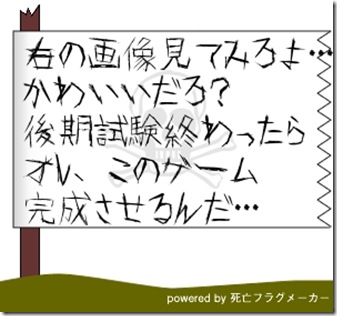 右の画像見てみろよ…
かわいいだろ?
後期試験終わったら
オレ、このゲーム
完成させるんだ…
powered by 死亡フラグメーカー